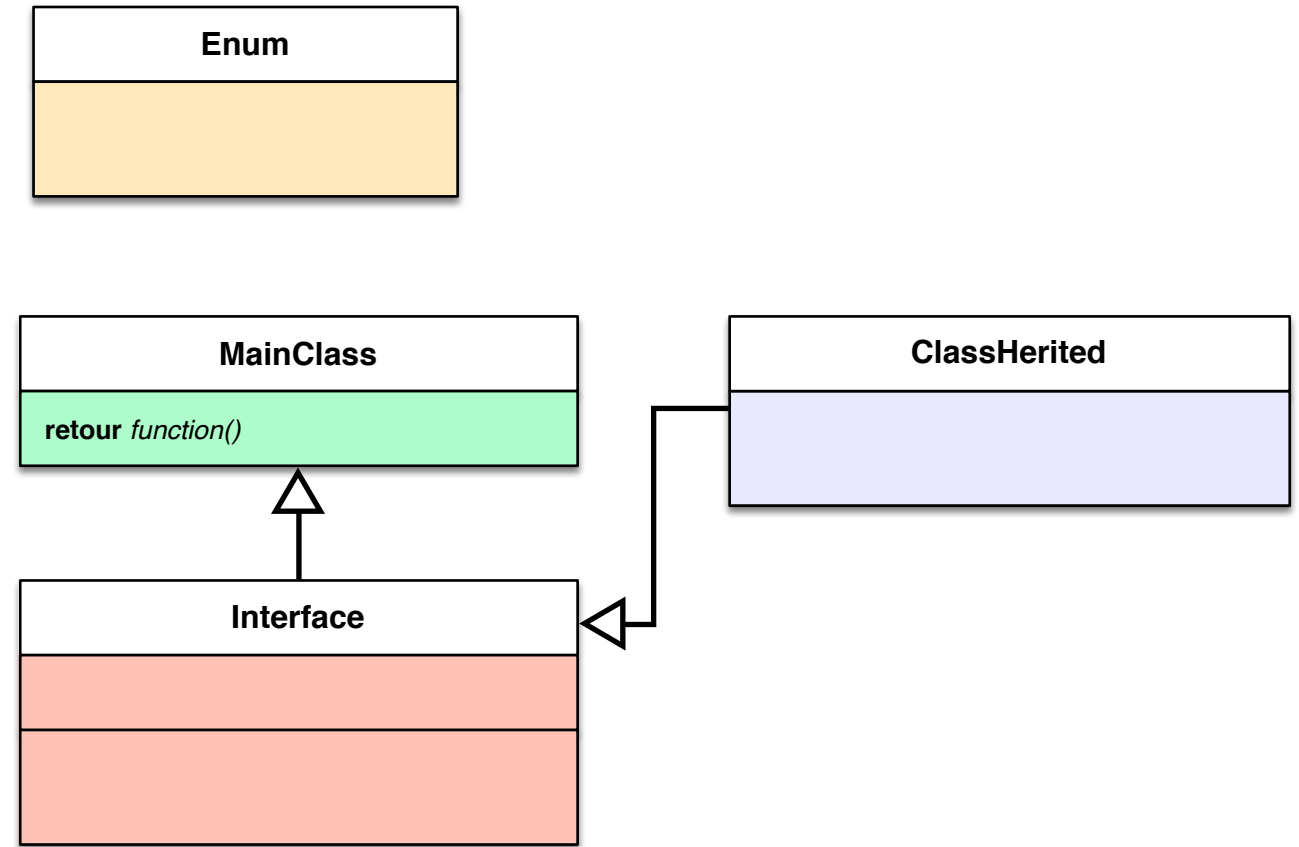 Enum
MainClass
retour function()
ClassHerited
Interface